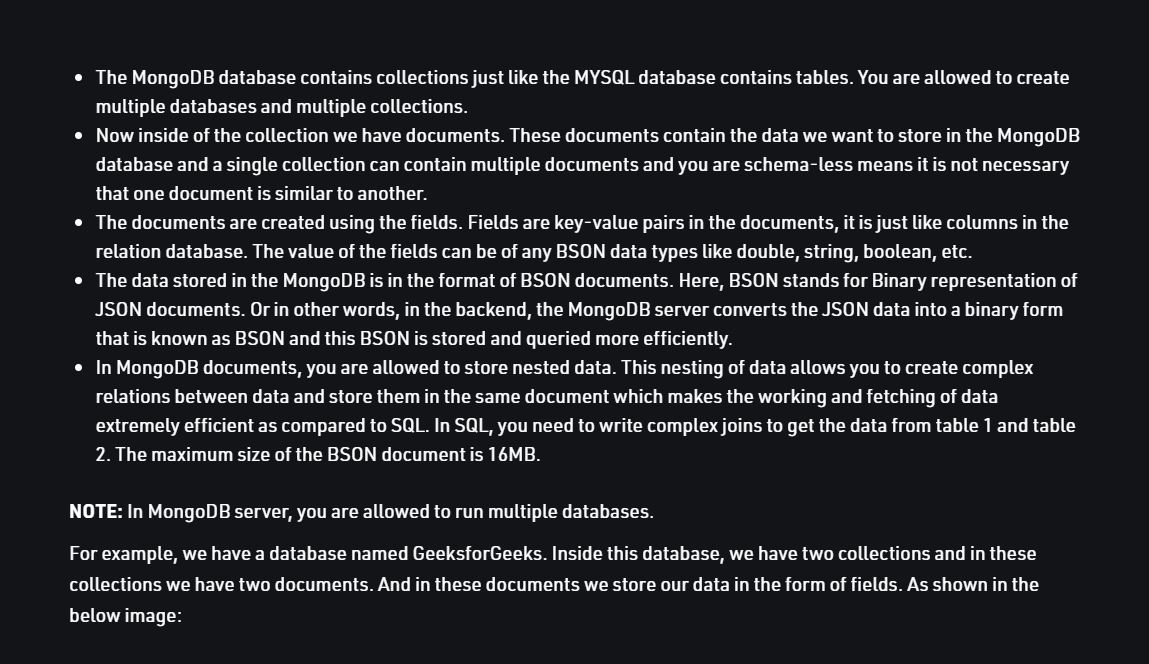 • The MongoDB database contains collections just like the MYSQL database contains tables. You are allowed to create
multiple databases and multiple collections.
• Now inside of the collection we have documents. These documents contain the data we want to store in the MongoDB
database and a single collection can contain multiple documents and you are schema-less means it is not necessary
that one document is similar to another.
• The documents are created using the fields. Fields are key-value pairs in the documents, it is just like columns in the
relation database. The value of the fields can be of any BSON data types like double, string, boolean, etc.
• The data stored in the MongoDB is in the format of BSON documents. Here, BSON stands for Binary representation of
JSON documents. Or in other words, in the backend, the MongoDB server converts the JSON data into a binary form
that is known as BSON and this BSON is stored and queried more efficiently.
• In MongoDB documents, you are allowed to store nested data. This nesting of data allows you to create complex
relations between data and store them in the same document which makes the working and fetching of data
extremely efficient as compared to SQL. In SQL, you need to write complex joins to get the data from table 1 and table
2. The maximum size of the BSON document is 16MB.
NOTE: In MongoDB server, you are allowed to run multiple databases.
For example, we have a database named GeeksforGeeks. Inside this database, we have two collections and in these
collections we have two documents. And in these documents we store our data in the form of fields. As shown in the
below image: